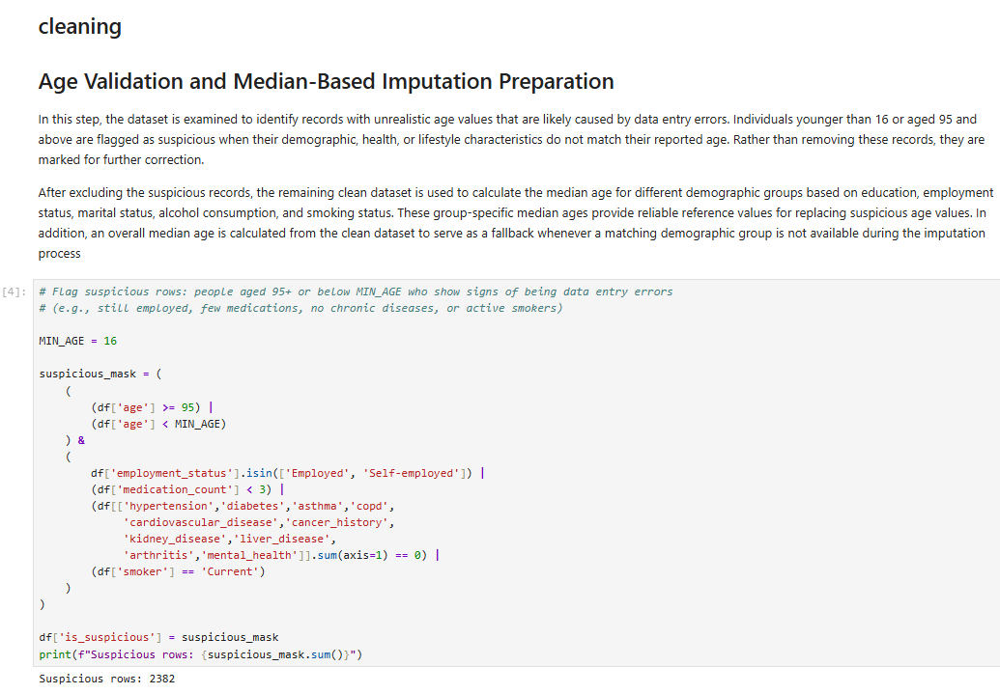 cleaning
Age Validation and Median-Based Imputation Preparation
In this step, the dataset is examined to identify records with unrealistic age values that are likely caused by data entry errors. Individuals younger than 16 or aged 95 and
above are flagged as suspicious when their demographic, health, or lifestyle characteristics do not match their reported age. Rather than removing these records, they are
marked for further correction.
After excluding the suspicious records, the remaining clean dataset is used to calculate the median age for different demographic groups based on education, employment
status, marital status, alcohol consumption, and smoking status. These group-specific median ages provide reliable reference values for replacing suspicious age values. In
addition, an overall median age is calculated from the clean dataset to serve as a fallback whenever a matching demographic group is not available during the imputation
process
[4]: # Flag suspicious rows: people aged 95+ or below MIN_AGE who show signs of being data entry errors
# (e.g., still employed, few medications, no chronic diseases, or active smokers)
MIN_AGE = 16
suspicious_mask = (
    (
        (df['age'] >= 95) |
        (df['age'] < MIN_AGE)
    ) &
    (
        df['employment_status'].isin(['Employed', 'Self-employed']) |
        (df['medication_count'] < 3) |
        (df[['hypertension','diabetes','asthma','copd',
             'cardiovascular_disease','cancer_history',
             'kidney_disease','liver_disease',
             'arthritis','mental_health']].sum(axis=1) == 0) |
        (df['smoker'] == 'Current')
    )
)
df['is_suspicious'] = suspicious_mask
print(f"Suspicious rows: {suspicious_mask.sum()}")
Suspicious rows: 2382